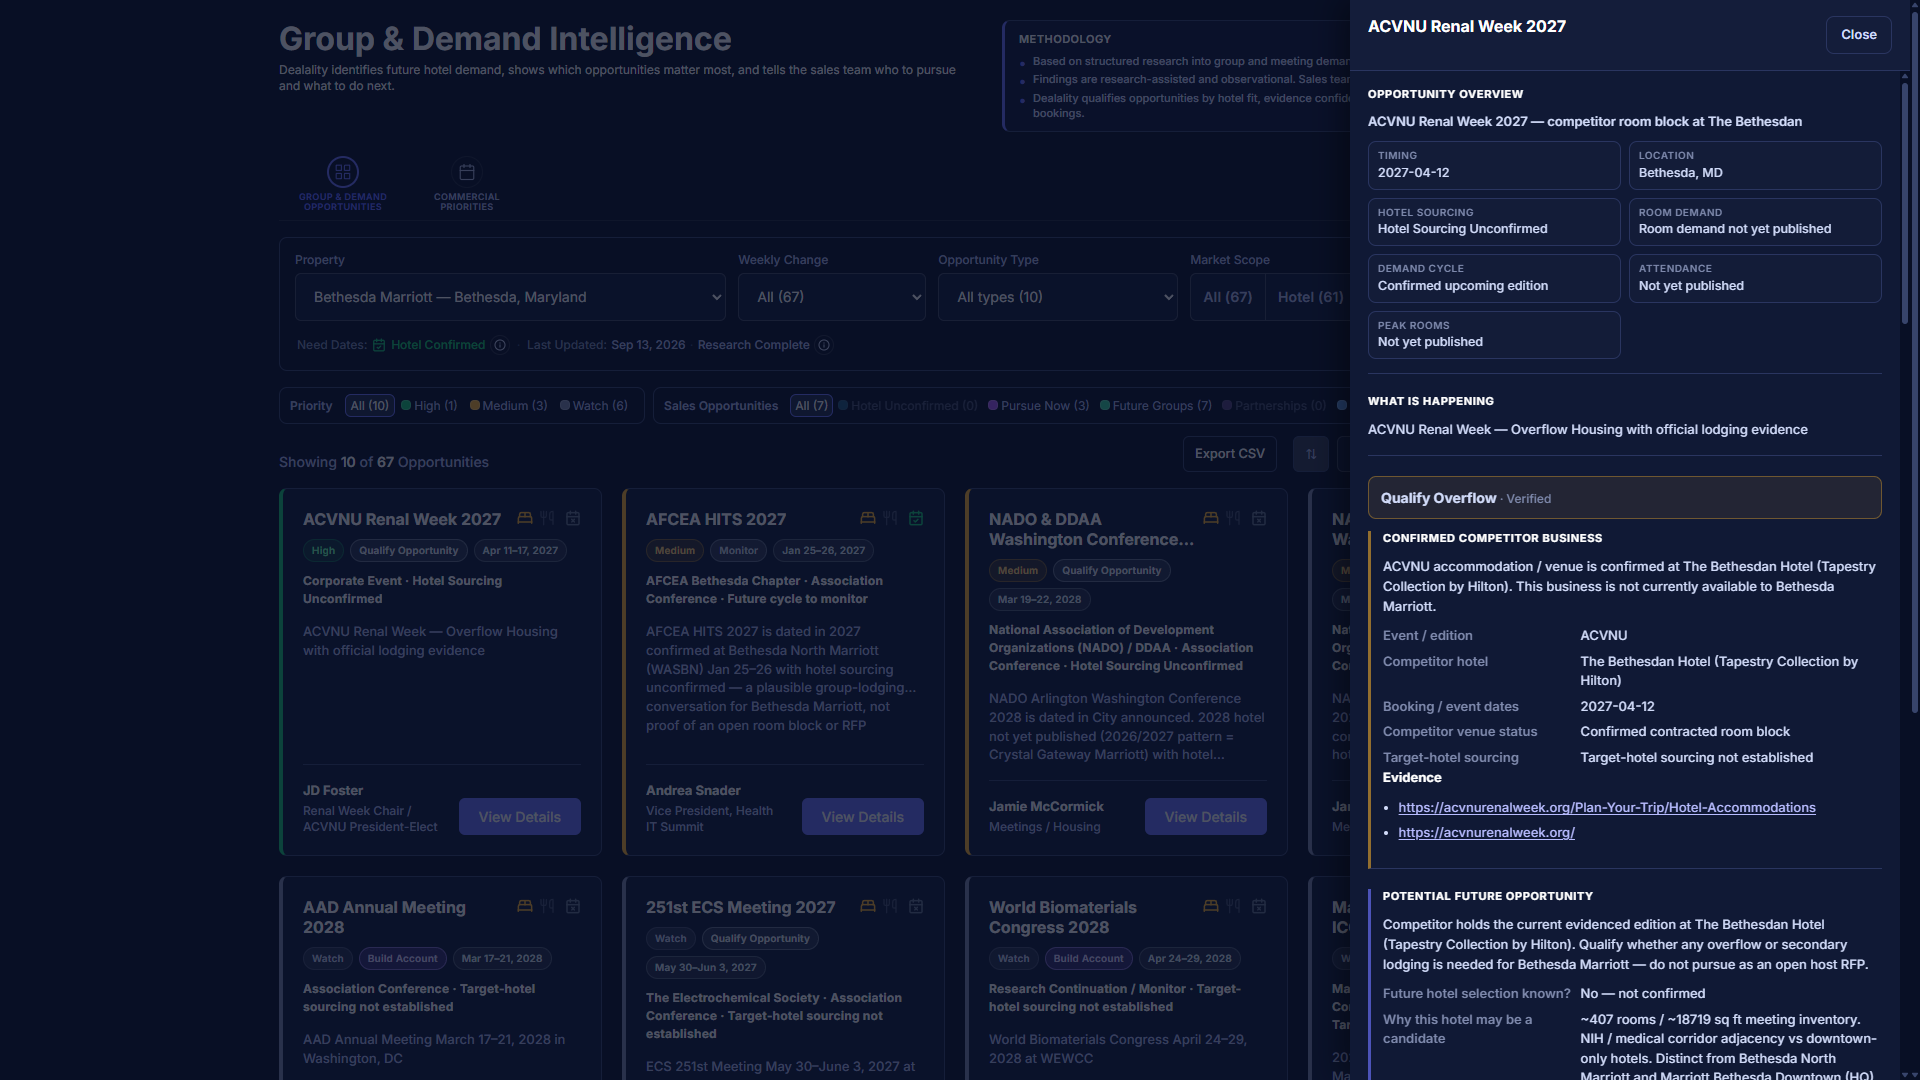 Group & Demand Intelligence
Dealality identifies future hotel demand, shows which opportunities matter most, and tells the sales team who to pursue
and what to do next.
METHODOLOGY
Based on structured research into group and meeting deman
Findings are research-assisted and observational. Sales tea
Dealality qualifies opportunities by hotel fit, evidence confide
bookings.
GROUP & DEMAND
OPPORTUNITIES
COMMERCIAL
PRIORITIES
Property
Weekly Change
Opportunity Type
Market Scope
Bethesda Marriott — Bethesda, Maryland
All (67)
All types (10)
All (67)
Hotel (61)
Need Dates: Hotel Confirmed · Last Updated: Sep 13, 2026 · Research Complete
Priority
All (10)
High (1)
Medium (3)
Watch (6)
Sales Opportunities
All (7)
Hotel Unconfirmed (0)
Pursue Now (3)
Future Groups (7)
Partnerships (0)
Showing 10 of 67 Opportunities
Export CSV
ACVNU Renal Week 2027
High
Qualify Opportunity
Apr 11–17, 2027
Corporate Event · Hotel Sourcing
Unconfirmed
ACVNU Renal Week — Overflow Housing
with official lodging evidence
JD Foster
Renal Week Chair /
ACVNU President-Elect
View Details
AFCEA HITS 2027
Medium
Monitor
Jan 25–26, 2027
AFCEA Bethesda Chapter · Association
Conference · Future cycle to monitor
AFCEA HITS 2027 is dated in 2027
confirmed at Bethesda North Marriott
(WASBN) Jan 25–26 with hotel sourcing
unconfirmed — a plausible group-lodging...
conversation for Bethesda Marriott, not
proof of an open room block or RFP
Andrea Snader
Vice President, Health
IT Summit
View Details
NADO & DDAA
Washington Conference...
Medium
Qualify Opportunity
Mar 19–22, 2028
National Association of Development
Organizations (NADO) / DDAA · Association
Conference · Hotel Sourcing Unconfirmed
NADO Arlington Washington Conference
2028 is dated in City announced. 2028 hotel
not yet published (2026/2027 pattern =
Crystal Gateway Marriott) with hotel...
Jamie McCormick
Meetings / Housing
View Details
AAD Annual Meeting
2028
Watch
Build Account
Mar 17–21, 2028
Association Conference · Target-hotel
sourcing not established
AAD Annual Meeting March 17–21, 2028 in
Washington, DC
251st ECS Meeting 2027
Watch
Qualify Opportunity
May 30–Jun 3, 2027
The Electrochemical Society · Association
Conference · Target-hotel sourcing not
established
ECS 251st Meeting May 30–June 3, 2027 at
World Biomaterials
Congress 2028
Watch
Build Account
Apr 24–29, 2028
Research Continuation / Monitor · Target-
hotel sourcing not established
World Biomaterials Congress April 24–29,
2028 at WEWCC
ACVNU Renal Week 2027
Close
OPPORTUNITY OVERVIEW
ACVNU Renal Week 2027 — competitor room block at The Bethesdan
TIMING
2027-04-12
LOCATION
Bethesda, MD
HOTEL SOURCING
Hotel Sourcing Unconfirmed
ROOM DEMAND
Room demand not yet published
DEMAND CYCLE
Confirmed upcoming edition
ATTENDANCE
Not yet published
PEAK ROOMS
Not yet published
WHAT IS HAPPENING
ACVNU Renal Week — Overflow Housing with official lodging evidence
Qualify Overflow · Verified
CONFIRMED COMPETITOR BUSINESS
ACVNU accommodation / venue is confirmed at The Bethesdan Hotel (Tapestry
Collection by Hilton). This business is not currently available to Bethesda
Marriott.
Event / edition ACVNU
Competitor hotel The Bethesdan Hotel (Tapestry Collection by
Hilton)
Booking / event dates 2027-04-12
Competitor venue status Confirmed contracted room block
Target-hotel sourcing Target-hotel sourcing not established
Evidence
• https://acvnurenalweek.org/Plan-Your-Trip/Hotel-Accommodations
• https://acvnurenalweek.org/
POTENTIAL FUTURE OPPORTUNITY
Competitor holds the current evidenced edition at The Bethesdan Hotel
(Tapestry Collection by Hilton). Qualify whether any overflow or secondary
lodging is needed for Bethesda Marriott — do not pursue as an open host RFP.
Future hotel selection known? No — not confirmed
Why this hotel may be a candidate
~407 rooms / ~18719 sq ft meeting inventory.
NIH / medical corridor adjacency vs downtown-
only hotels. Distinct from Bethesda North
Marriott and Marriott Bethesda Downtown (HQ)